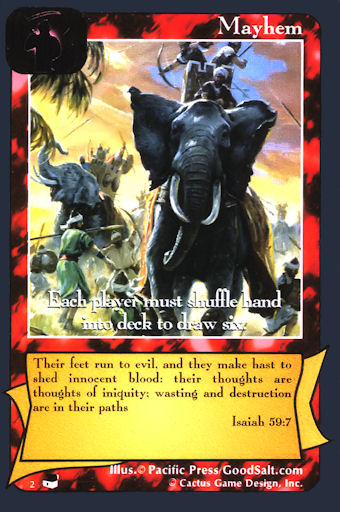 Mayhem
Each player must shuffle hand
into deck to draw six.
Their feet run to evil, and they make hast to
shed innocent blood: their thoughts are
thoughts of iniquity; wasting and destruction
are in their paths
Isaiah 59:7
Illus.© Pacific Press/GoodSalt.com
2
© Cactus Game Design, Inc.